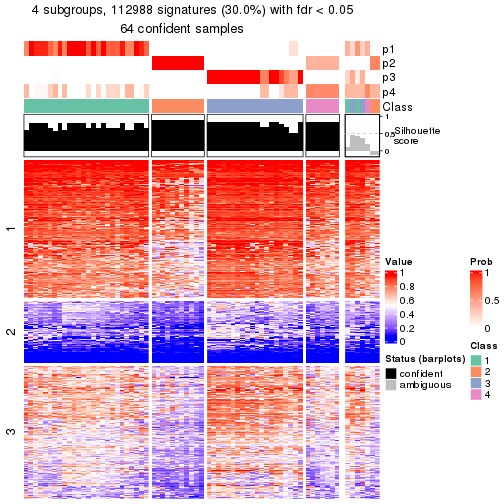 4 subgroups, 112988 signatures (30.0%) with fdr < 0.05
64 confident samples
p1
p2
p3
p4
Class
1
0.5
0
Silhouette
score
1
2
3
Value
1
0.8
0.6
0.4
0.2
0
Status (barplots)
confident
ambiguous
Prob
1
0.5
0
Class
1
2
3
4